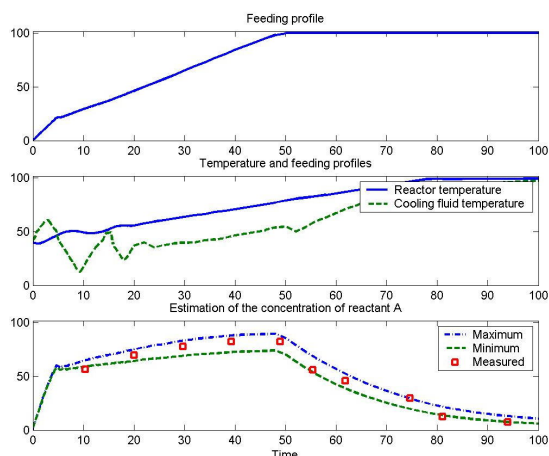 Feeding profile
100
50
0
0 10 20 30 40 50 60 70 80 90 100
Temperature and feeding profiles
100
50
0
Reactor temperature
Cooling fluid temperature
0 10 20 30 40 50 60 70 80 90 100
Estimation of the concentration of reactant A
100
50
0
Maximum
Minimum
Measured
0 10 20 30 40 50 60 70 80 90 100
Time